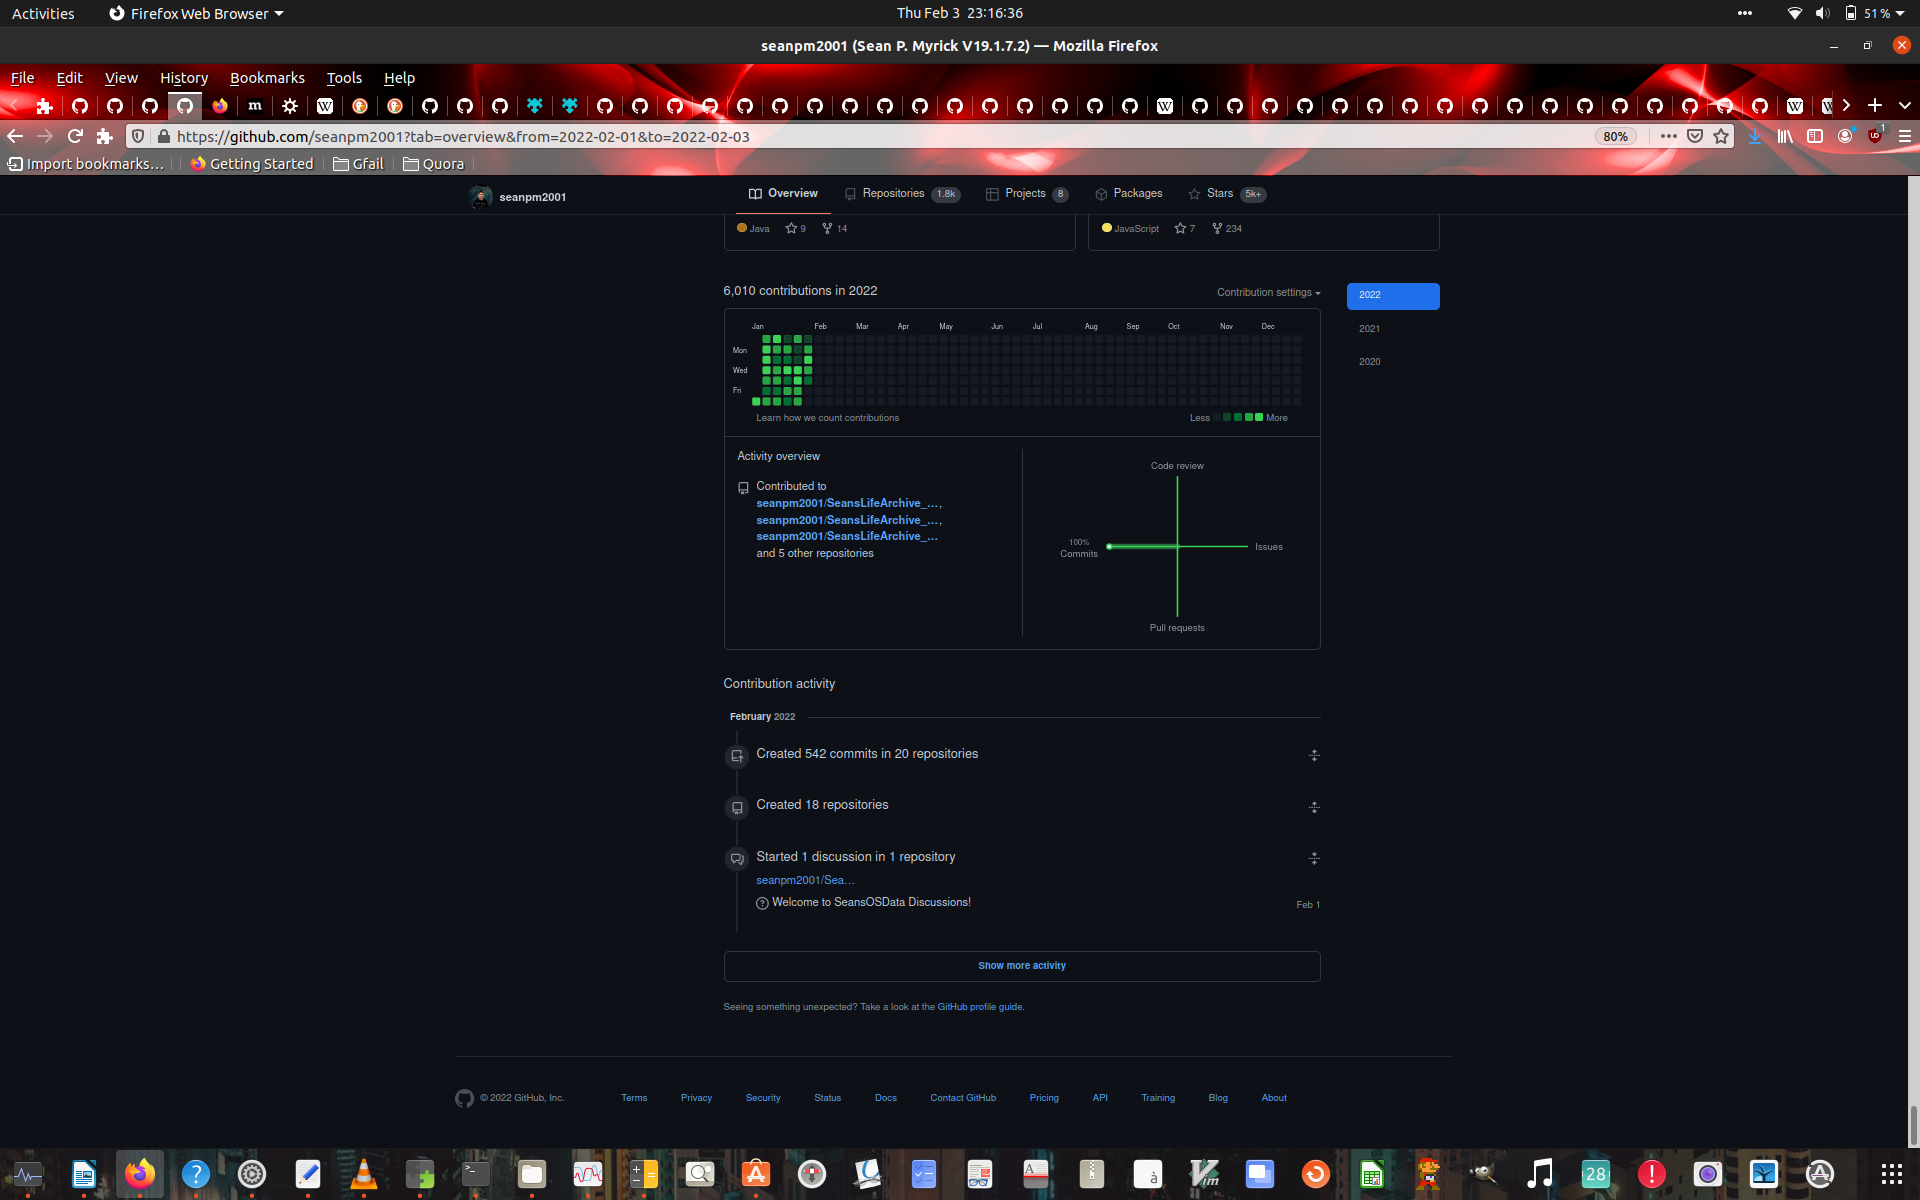 Activities
Firefox Web Browser
Thu Feb 3 23:16:36
51 %
seanpm2001 (Sean P. Myrick V19.1.7.2) — Mozilla Firefox
File Edit View History Bookmarks Tools Help
https://github.com/seanpm2001?tab=overview&from=2022-02-01&to=2022-02-03
80%
1
Import bookmarks...
Getting Started
Gfail
Quora
seanpm2001
Overview
Repositories 1.8k
Projects 8
Packages
Stars 5k+
Java 9 14
JavaScript 7 234
6,010 contributions in 2022
Contribution settings
2022
2021
2020
Jan Feb Mar Apr May Jun Jul Aug Sep Oct Nov Dec
Mon
Wed
Fri
Learn how we count contributions
Less More
Activity overview
Contributed to
seanpm2001/SeansLifeArchive_...,
seanpm2001/SeansLifeArchive_...,
seanpm2001/SeansLifeArchive_...
and 5 other repositories
Code review
100%
Commits
Issues
Pull requests
Contribution activity
February 2022
Created 542 commits in 20 repositories
Created 18 repositories
Started 1 discussion in 1 repository
seanpm2001/Sea...
Welcome to SeansOSData Discussions!
Feb 1
Show more activity
Seeing something unexpected? Take a look at the GitHub profile guide.
© 2022 GitHub, Inc.
Terms Privacy Security Status Docs Contact GitHub Pricing API Training Blog About
28